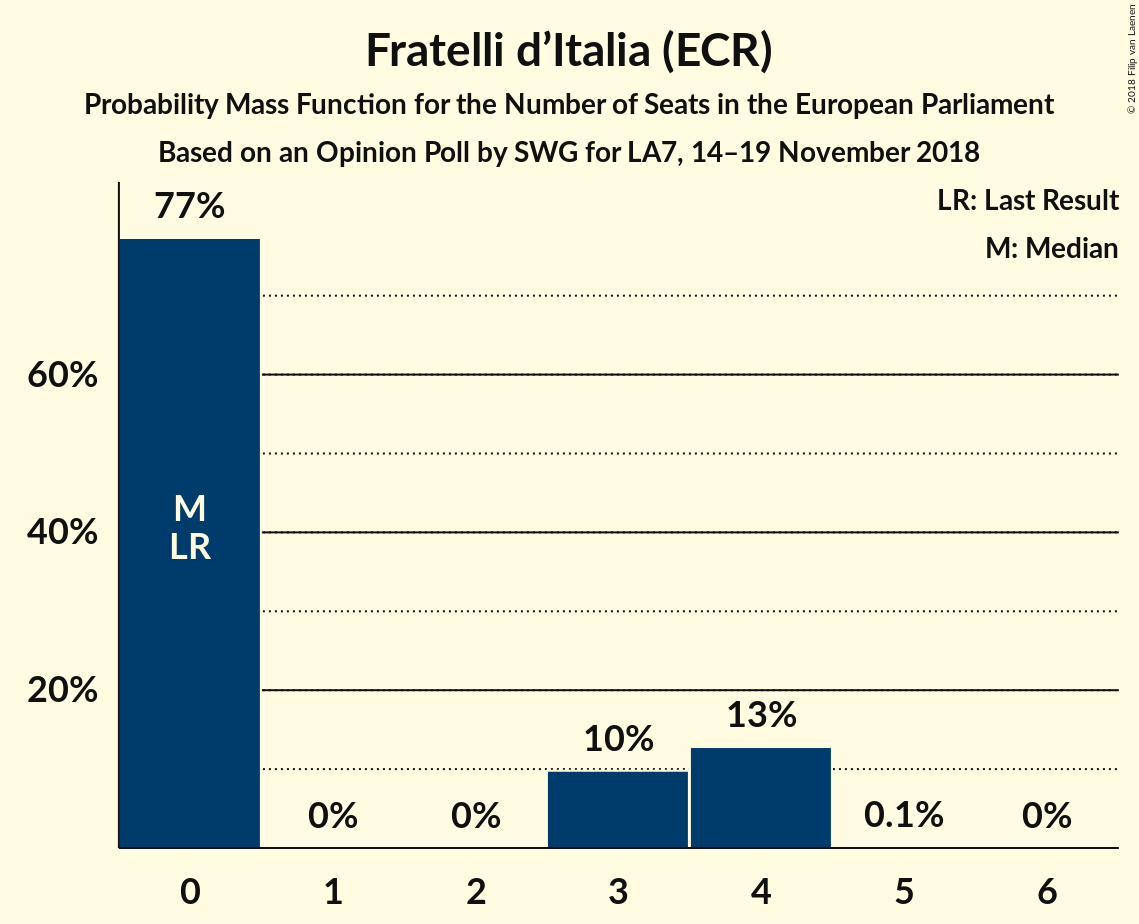 Fratelli d’Italia (ECR)
Probability Mass Function for the Number of Seats in the European Parliament
Based on an Opinion Poll by SWG for LA7, 14–19 November 2018
© 2018 Filip van Laenen
LR: Last Result
M: Median
77%
60%
40%
20%
M
LR
0%
0%
10%
13%
0.1%
0%
0 1 2 3 4 5 6